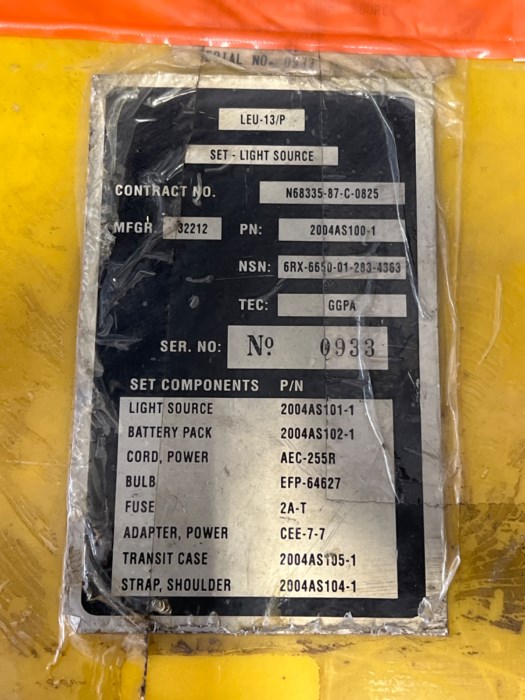 SERIAL NO. 0933
LEU-13/P
SET - LIGHT SOURCE
CONTRACT NO. N68335-87-C-0825
MFGR. 32212 PN: 2004AS100-1
NSN: 6RX-6650-01-283-4363
TEC: GGPA
SER. NO: Nº 0933
SET COMPONENTS P/N
LIGHT SOURCE 2004AS101-1
BATTERY PACK 2004AS102-1
CORD, POWER AEC-255R
BULB EFP-64627
FUSE 2A-T
ADAPTER, POWER CEE-7-7
TRANSIT CASE 2004AS105-1
STRAP, SHOULDER 2004AS104-1